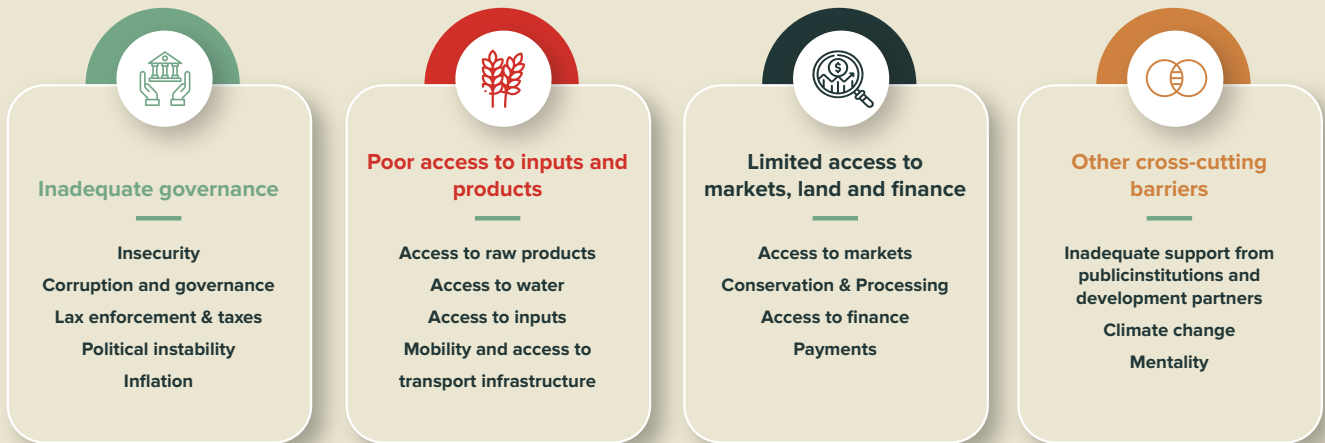 Inadequate governance
Insecurity
Corruption and governance
Lax enforcement & taxes
Political instability
Inflation
Poor access to inputs and
products
Access to raw products
Access to water
Access to inputs
Mobility and access to
transport infrastructure
Limited access to
markets, land and finance
Access to markets
Conservation & Processing
Access to finance
Payments
Other cross-cutting
barriers
Inadequate support from
publicinstitutions and
development partners
Climate change
Mentality